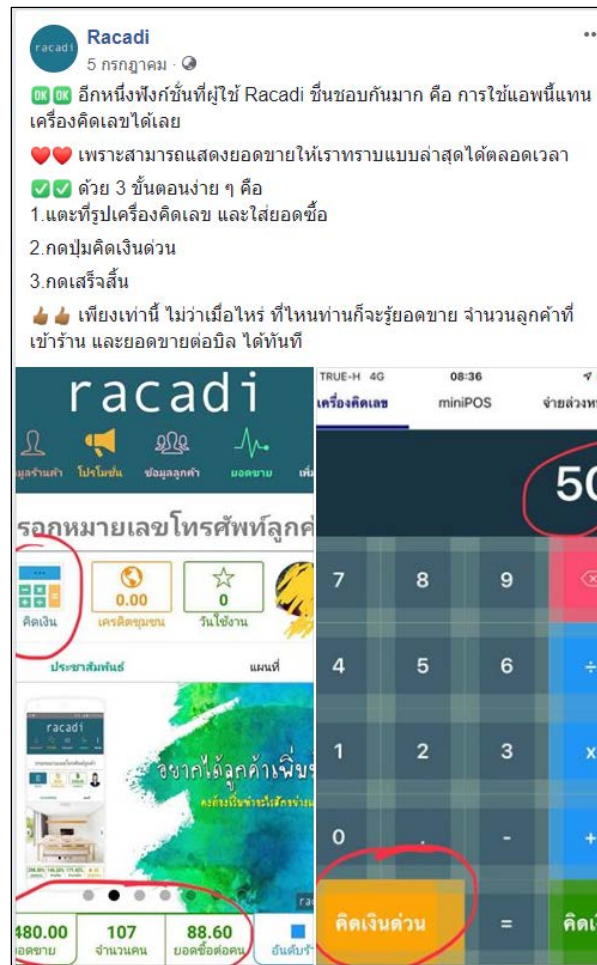 racadi
Racadi
5 กรกฎาคม ·
OK OK อีกหนึ่งฟังก์ชั่นที่ผู้ใช้ Racadi ชื่นชอบกันมาก คือ การใช้แอพนี้แทน
เครื่องคิดเลขได้เลย
เพราะสามารถแสดงยอดขายให้เราทราบแบบล่าสุดได้ตลอดเวลา
ด้วย 3 ขั้นตอนง่าย ๆ คือ
1.แตะที่รูปเครื่องคิดเลข และใส่ยอดซื้อ
2.กดปุ่มคิดเงินด่วน
3.กดเสร็จสิ้น
เพียงเท่านี้ ไม่ว่าเมื่อไหร่ ที่ไหนท่านก็จะรู้ยอดขาย จำนวนลูกค้าที่
เข้าร้าน และยอดขายต่อบิล ได้ทันที
racadi
มูลร้านค้า โปรโมชั่น ข้อมูลลูกค้า ยอดขาย เพิ่
รอกหมายเลขโทรศัพท์ลูกค้
0.00 0
คิดเงิน เครดิตชุมชน วันใช้งาน
ประชาสัมพันธ์ แผนที่
racadi
อยากได้ลูกค้าเพิ่ม
480.00 107 88.60
ยอดขาย จำนวนคน ยอดซื้อต่อคน อันดับร้
TRUE-H 4G 08:36
เครื่องคิดเลข miniPOS จ่ายล่วงห
50
7 8 9
4 5 6 ÷
1 2 3 x
0 . - +
คิดเงินด่วน = คิดเ